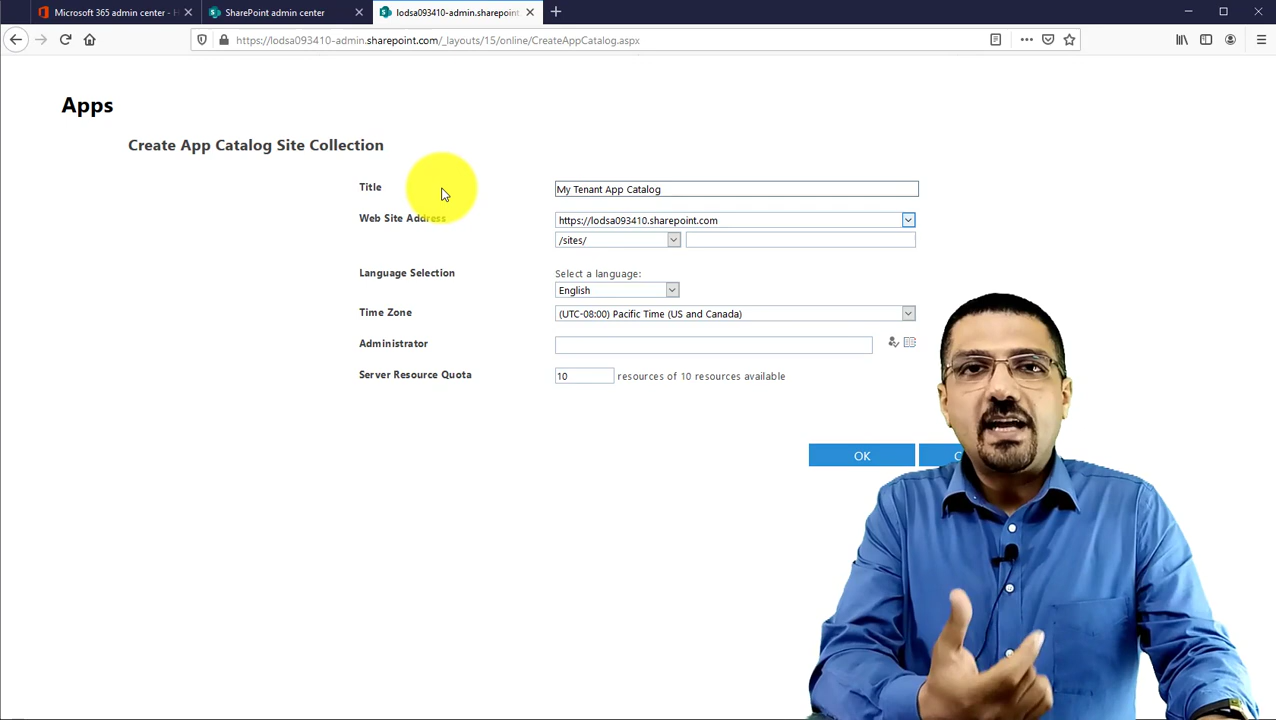 Microsoft 365 admin center - H
SharePoint admin center
lodsa093410-admin.sharepoint
https://lodsa093410-admin.sharepoint.com/_layouts/15/online/CreateAppCatalog.aspx
Apps
Create App Catalog Site Collection
Title
My Tenant App Catalog
Web Site Address
https://lodsa093410.sharepoint.com
/sites/
Language Selection
Select a language:
English
Time Zone
(UTC-08:00) Pacific Time (US and Canada)
Administrator
Server Resource Quota
10 resources of 10 resources available
OK
C